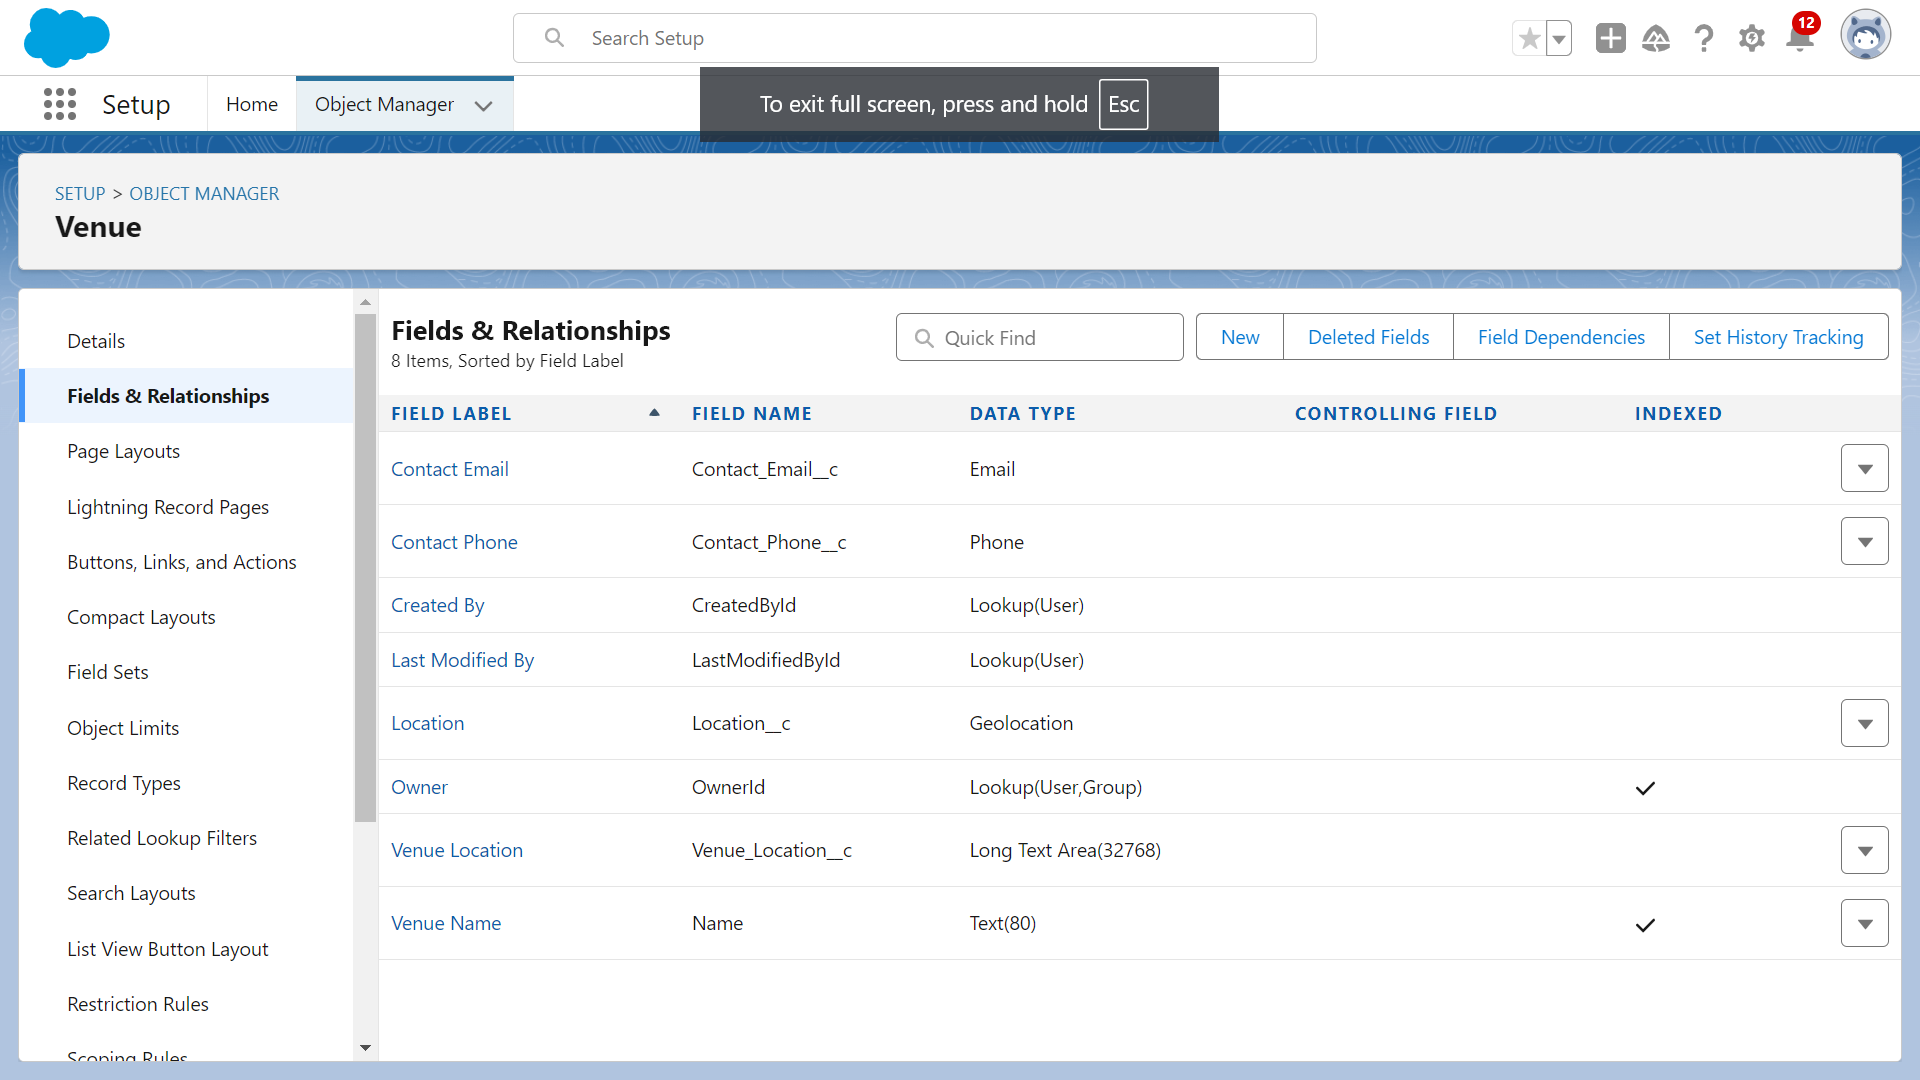 Search Setup
12
Setup
Home
Object Manager
To exit full screen, press and hold Esc
SETUP > OBJECT MANAGER
Venue
Details
Fields & Relationships
Page Layouts
Lightning Record Pages
Buttons, Links, and Actions
Compact Layouts
Field Sets
Object Limits
Record Types
Related Lookup Filters
Search Layouts
List View Button Layout
Restriction Rules
Scoping Rules
Fields & Relationships
8 Items, Sorted by Field Label
Quick Find
New
Deleted Fields
Field Dependencies
Set History Tracking
FIELD LABEL FIELD NAME DATA TYPE CONTROLLING FIELD INDEXED
Contact Email Contact_Email__c Email
Contact Phone Contact_Phone__c Phone
Created By CreatedById Lookup(User)
Last Modified By LastModifiedById Lookup(User)
Location Location__c Geolocation
Owner OwnerId Lookup(User,Group)
Venue Location Venue_Location__c Long Text Area(32768)
Venue Name Name Text(80)